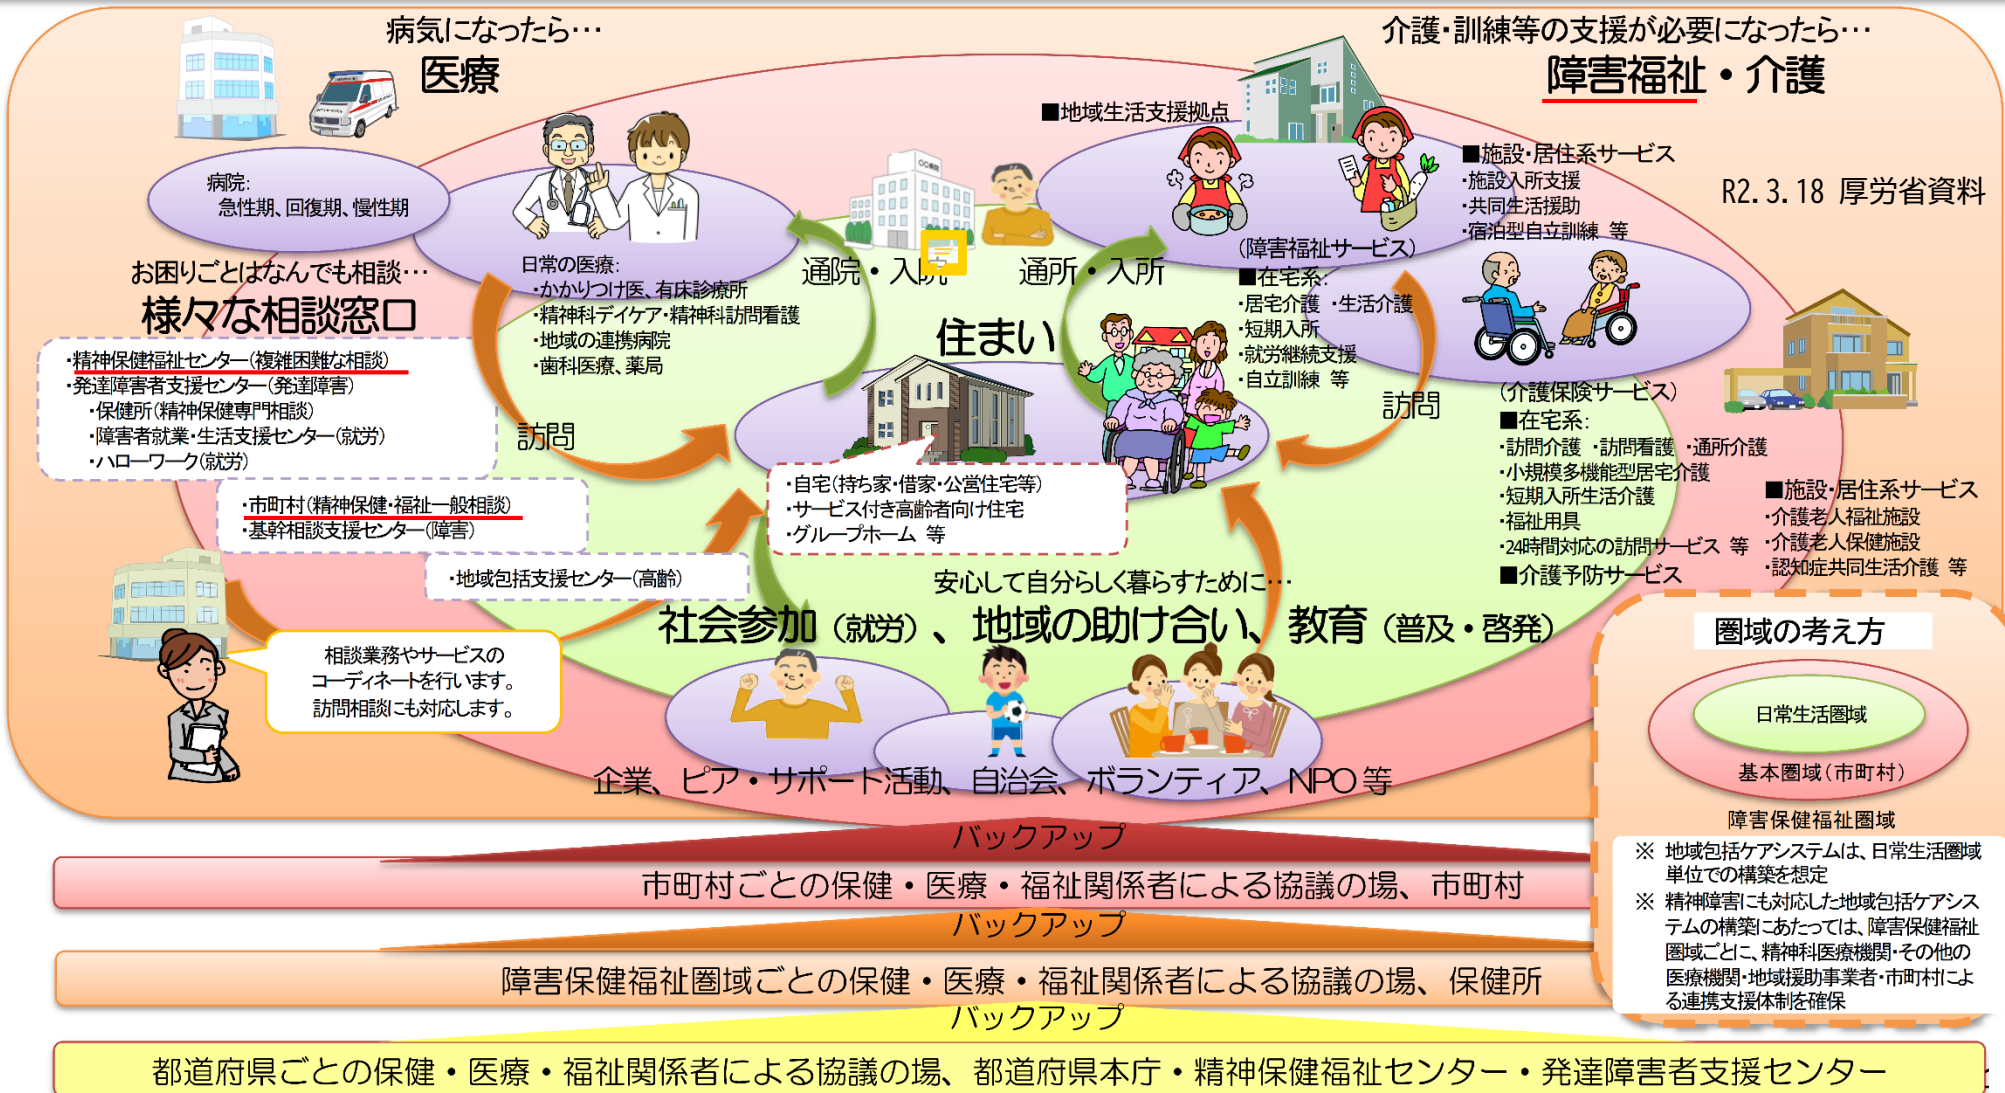 病気になったら…
医療
介護・訓練等の支援が必要になったら…
障害福祉・介護
R2.3.18 厚労省資料
病院:
急性期、回復期、慢性期
日常の医療:
・かかりつけ医、有床診療所
・精神科デイケア・精神科訪問看護
・地域の連携病院
・歯科医療、薬局
お困りごとはなんでも相談…
様々な相談窓口
・精神保健福祉センター(複雑困難な相談)
・発達障害者支援センター(発達障害)
・保健所(精神保健専門相談)
・障害者就業・生活支援センター(就労)
・ハローワーク(就労)
・市町村(精神保健・福祉一般相談)
・基幹相談支援センター(障害)
・地域包括支援センター(高齢)
相談業務やサービスの
コーディネートを行います。
訪問相談にも対応します。
訪問
通院・入院
通所・入所
住まい
・自宅(持ち家・借家・公営住宅等)
・サービス付き高齢者向け住宅
・グループホーム 等
■地域生活支援拠点
■施設・居住系サービス
・施設入所支援
・共同生活援助
・宿泊型自立訓練 等
(障害福祉サービス)
■在宅系:
・居宅介護 ・生活介護
・短期入所
・就労継続支援
・自立訓練 等
訪問
(介護保険サービス)
■在宅系:
・訪問介護 ・訪問看護 ・通所介護
・小規模多機能型居宅介護
・短期入所生活介護
・福祉用具
・24時間対応の訪問サービス 等
■介護予防サービス
■施設・居住系サービス
・介護老人福祉施設
・介護老人保健施設
・認知症共同生活介護 等
安心して自分らしく暮らすために…
社会参加(就労)、地域の助け合い、教育(普及・啓発)
企業、ピア・サポート活動、自治会、ボランティア、NPO等
圏域の考え方
日常生活圏域
基本圏域(市町村)
障害保健福祉圏域
※ 地域包括ケアシステムは、日常生活圏域
単位での構築を想定
※ 精神障害にも対応した地域包括ケアシス
テムの構築にあたっては、障害保健福祉
圏域ごとに、精神科医療機関・その他の
医療機関・地域援助事業者・市町村によ
る連携支援体制を確保
バックアップ
市町村ごとの保健・医療・福祉関係者による協議の場、市町村
バックアップ
障害保健福祉圏域ごとの保健・医療・福祉関係者による協議の場、保健所
バックアップ
都道府県ごとの保健・医療・福祉関係者による協議の場、都道府県本庁・精神保健福祉センター・発達障害者支援センター